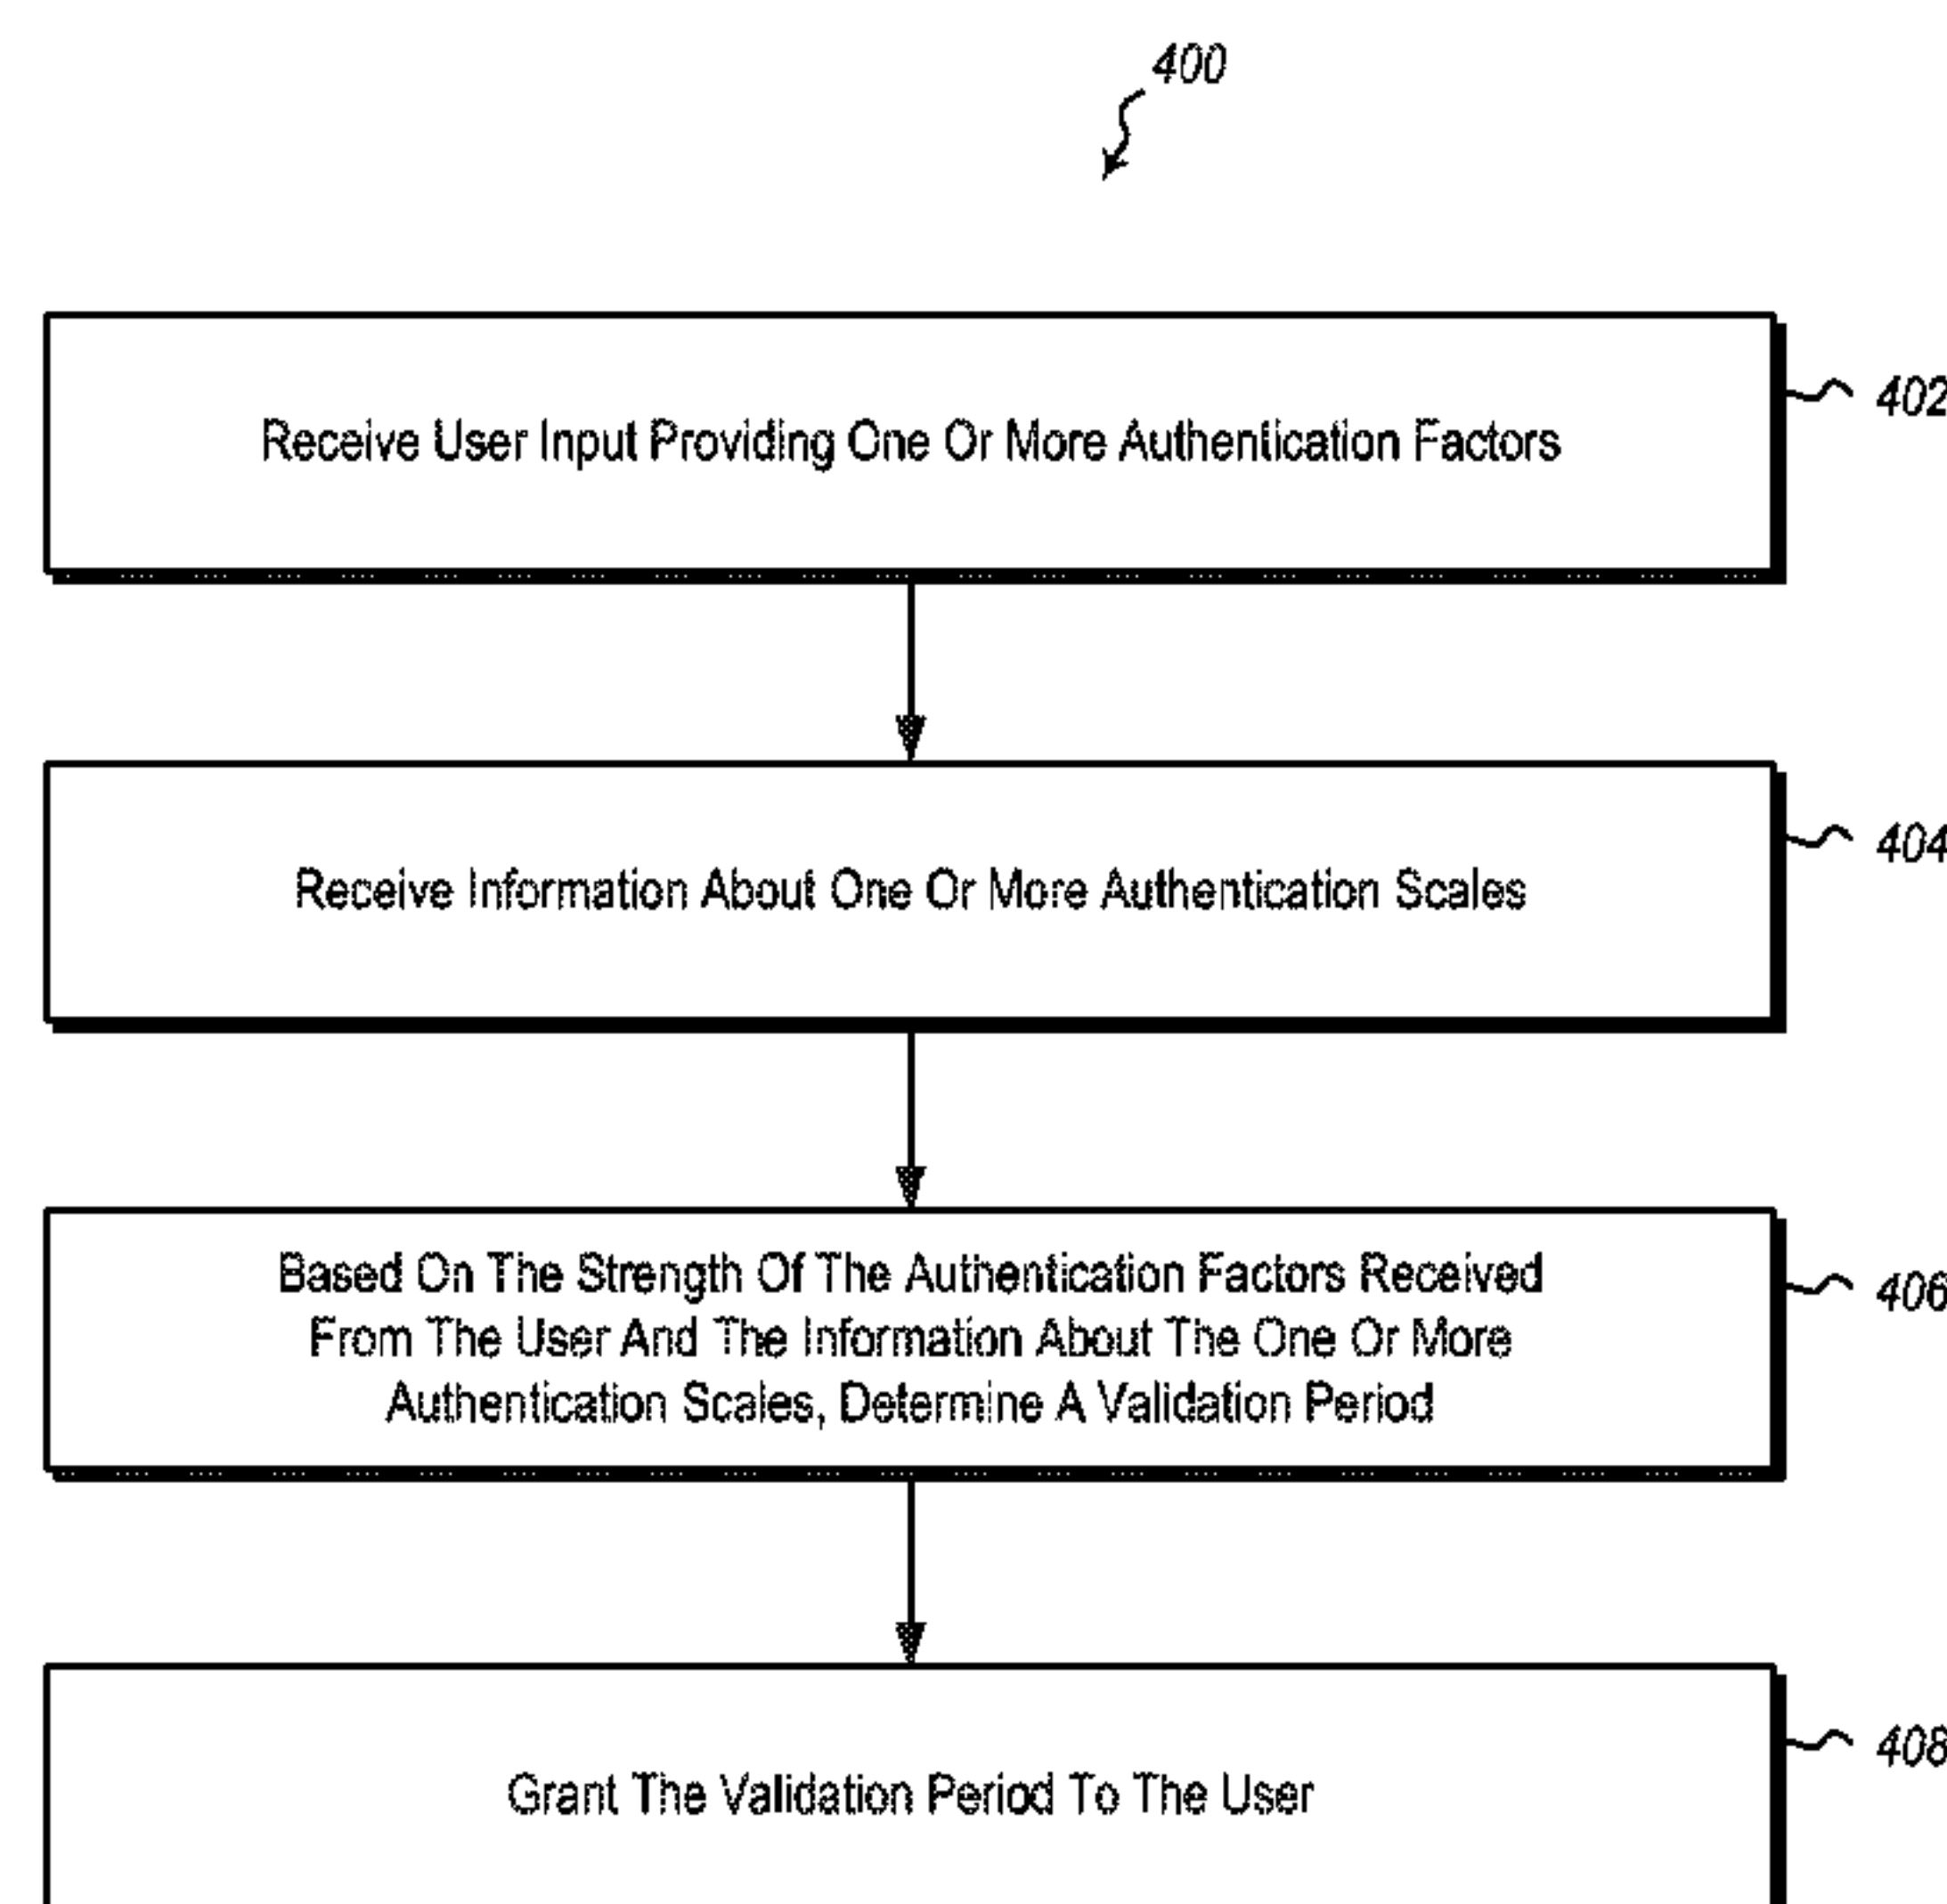 400
Receive User Input Providing One Or More Authentication Factors
402
Receive Information About One Or More Authentication Scales
404
Based On The Strength Of The Authentication Factors Received
From The User And The Information About The One Or More
Authentication Scales, Determine A Validation Period
406
Grant The Validation Period To The User
408